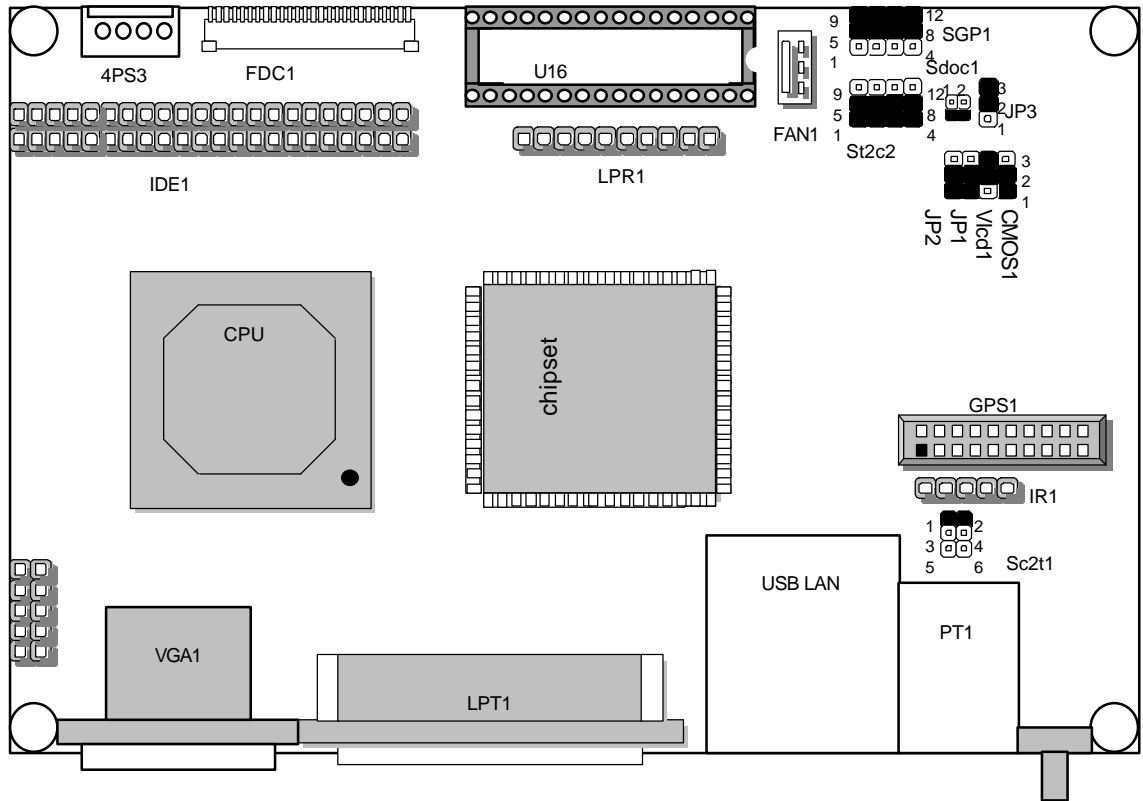 9 12
5 8 SGP1
1 4
4PS3
FDC1
U16
Sdoc1
9 12 1 2 3
5 8 2 JP3
1 4 1
FAN1
St2c2
IDE1
LPR1
3
2
1
JP2
JP1
Vlcd1
CMOS1
CPU
chipset
GPS1
IR1
1 2
3 4
5 6
Sc2t1
USB LAN
PT1
VGA1
LPT1